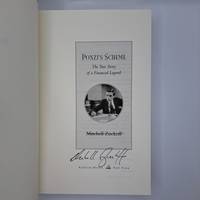 PONZI'S SCHEME
The True Story
of a Financial Legend
Mitchell Zuckoff